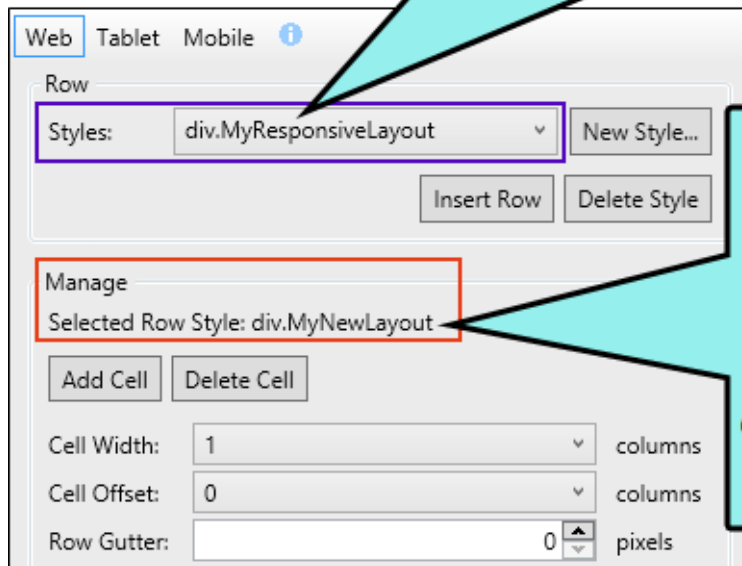 Web Tablet Mobile
Row
Styles: div.MyResponsiveLayout New Style...
Insert Row Delete Style
Manage
Selected Row Style: div.MyNewLayout
Add Cell Delete Cell
Cell Width: 1 columns
Cell Offset: 0 columns
Row Gutter: 0 pixels